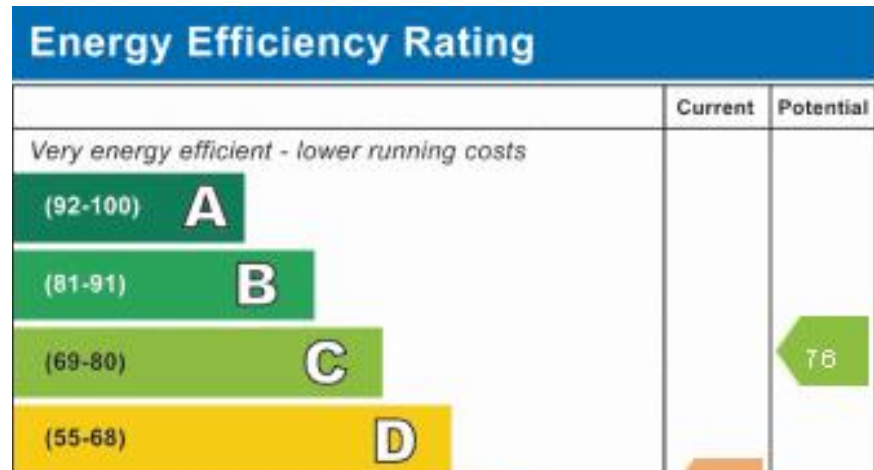 Energy Efficiency Rating
Current Potential
Very energy efficient - lower running costs
(92-100) A
(81-91) B
(69-80) C 76
(55-68) D